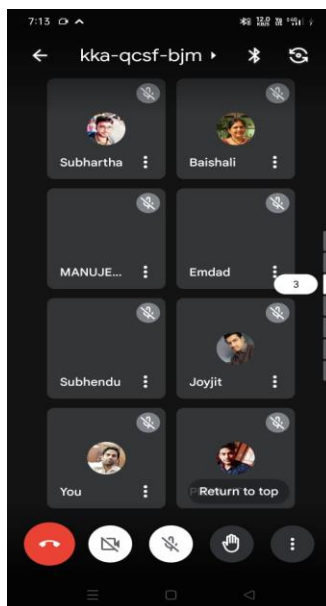 7:13
kka-qcsf-bjm
Subhartha
Baishali
MANUJE...
Emdad
3
Subhendu
Joyjit
You
Return to top